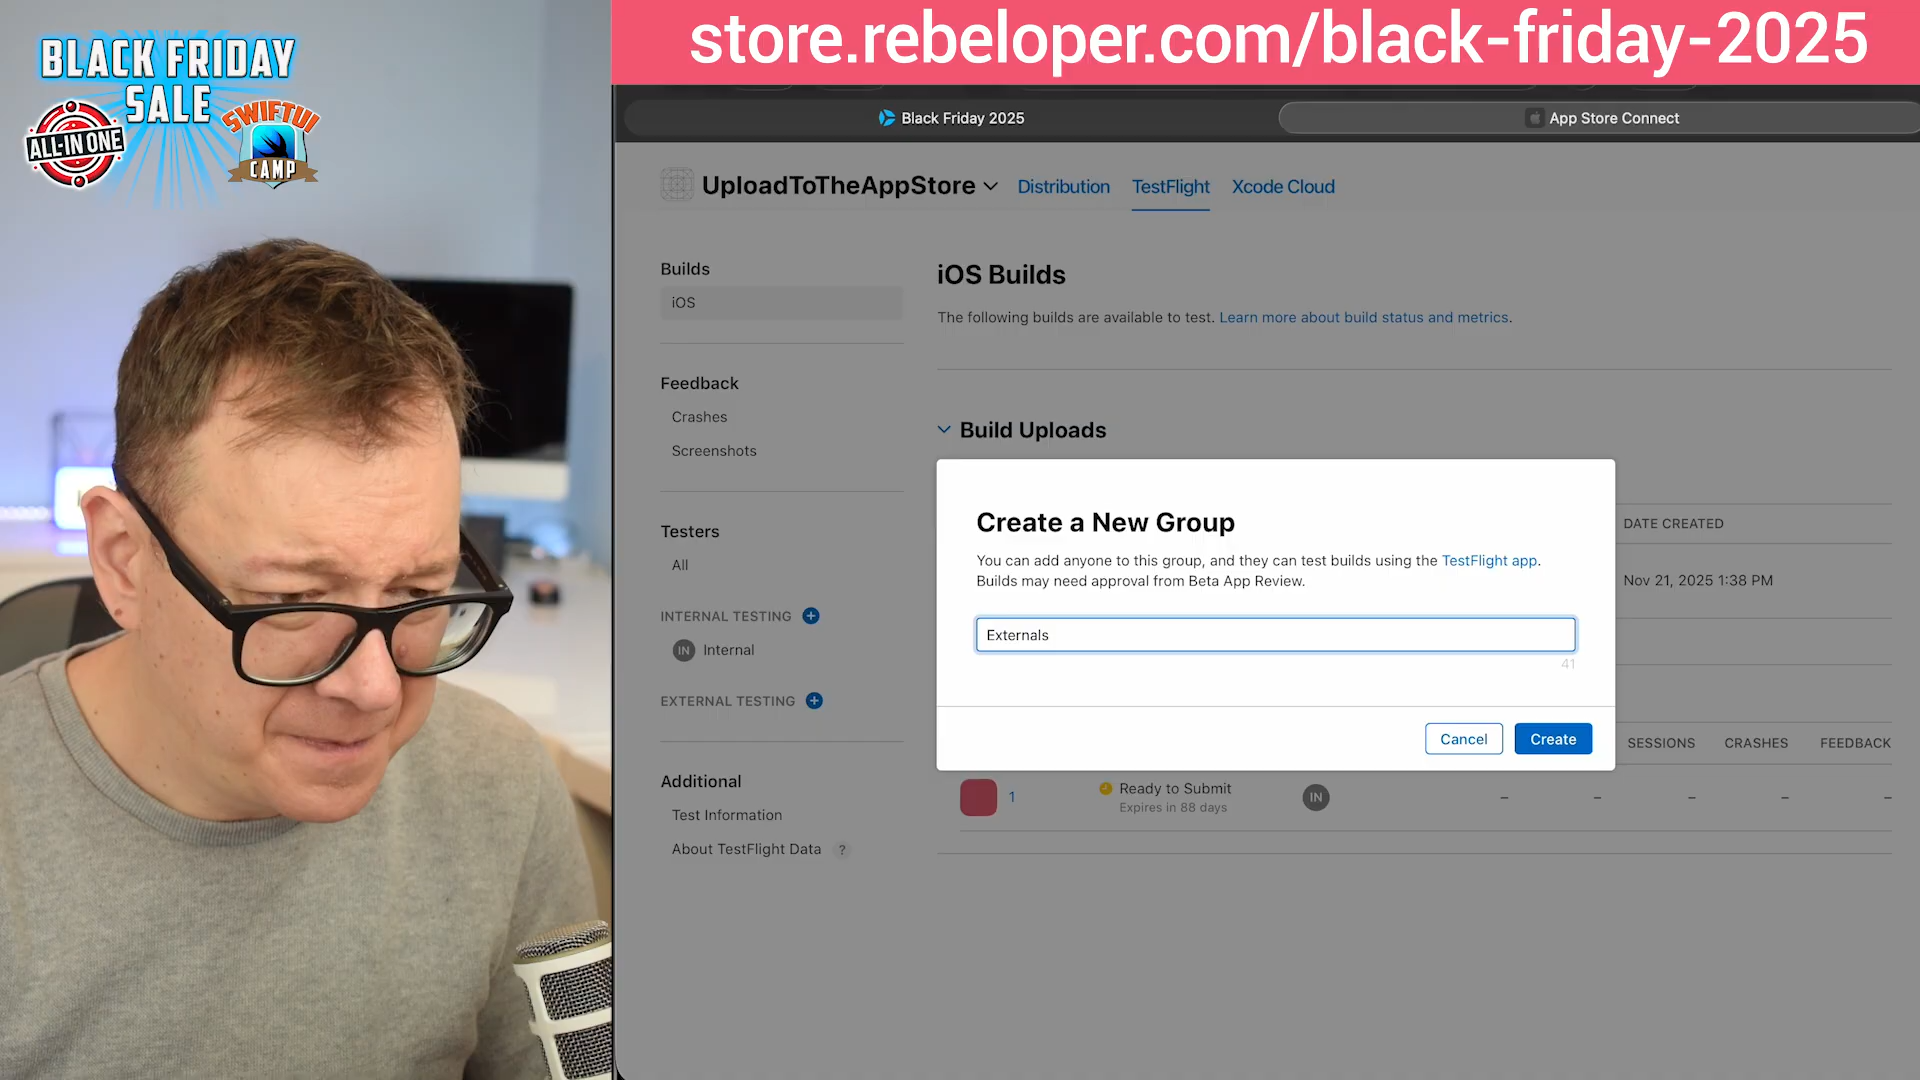 BLACK FRIDAY
SALE
ALL-IN ONE
SWIFTUI
CAMP
store.rebeloper.com/black-friday-2025
Black Friday 2025
App Store Connect
UploadToTheAppStore
Distribution
TestFlight
Xcode Cloud
Builds
iOS
Feedback
Crashes
Screenshots
Testers
All
INTERNAL TESTING
IN Internal
EXTERNAL TESTING
Additional
Test Information
About TestFlight Data ?
iOS Builds
The following builds are available to test. Learn more about build status and metrics.
Build Uploads
Create a New Group
You can add anyone to this group, and they can test builds using the TestFlight app.
Builds may need approval from Beta App Review.
Externals
41
Cancel
Create
DATE CREATED
Nov 21, 2025 1:38 PM
SESSIONS CRASHES FEEDBACK
1
Ready to Submit
Expires in 88 days
IN
– – – – –